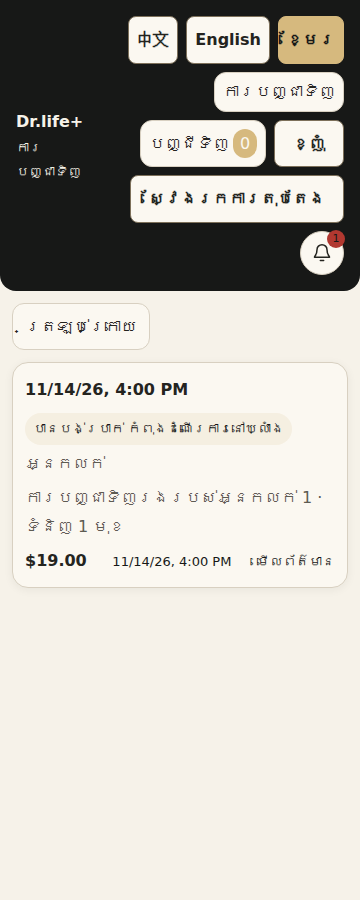 中文
English
ខ្មែរ
ការបញ្ជាទិញ
Dr.life+
ការ
បញ្ជាទិញ
បញ្ជីទិញ 0
ខ្ញុំ
ស្វែងរកការតុបតែង
1
ត្រឡប់ក្រោយ
11/14/26, 4:00 PM
បានបង់ប្រាក់ កំពុងដំណើរការនៅឃ្លាំង
អ្នកលក់
ការបញ្ជាទិញរងរបស់អ្នកលក់ 1 ·
ទំនិញ 1 មុខ
$19.00 11/14/26, 4:00 PM មើលព័ត៌មាន